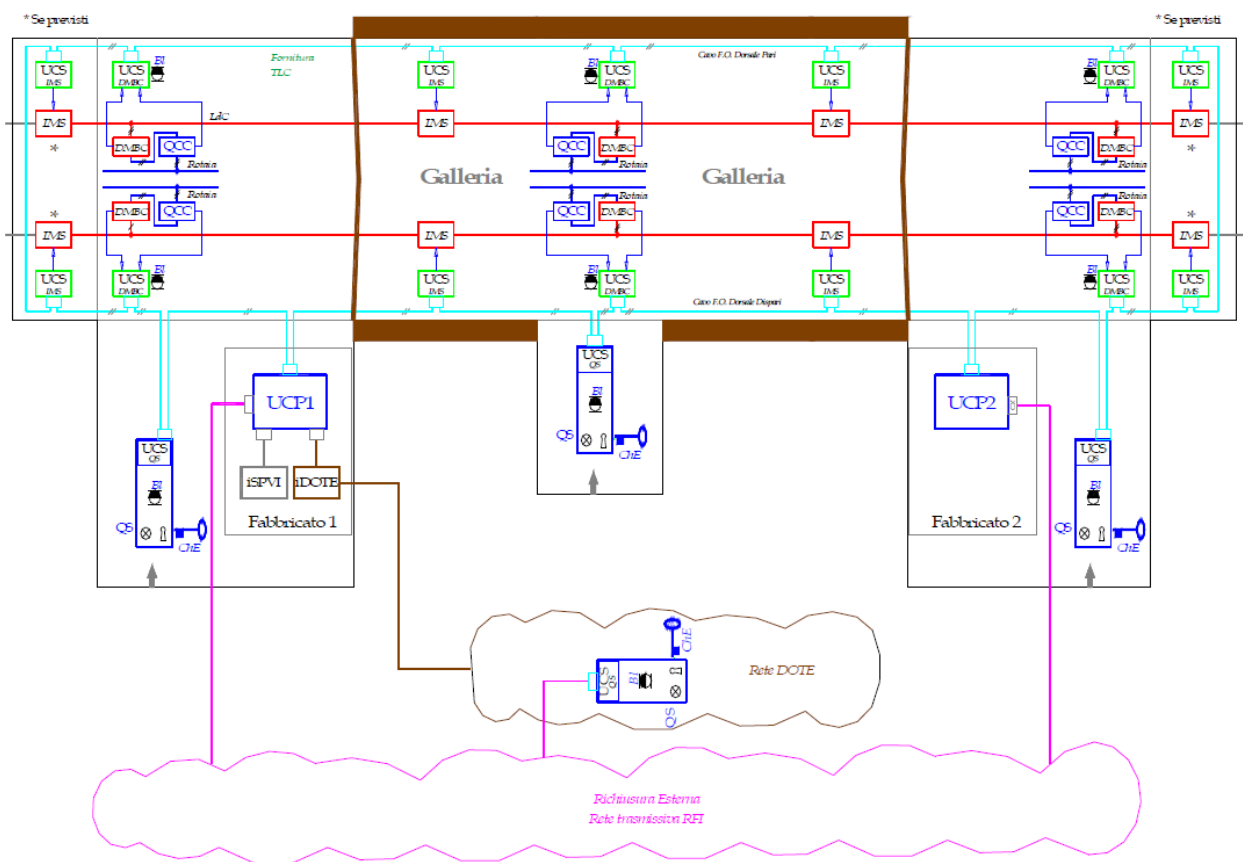 * Se previsti
* Se previsti
Fornitura
TLC
Cavo F.O. Dorsale Pari
UCS
IMS
UCS
DMBC
BI
UCS
IMS
BI
UCS
DMBC
UCS
IMS
BI
UCS
DMBC
UCS
IMS
IMS
LdC
IMS
IMS
IMS
*
DMBC
QCC
QCC
DMBC
QCC
DMBC
*
Rotaia
Rotaia
Rotaia
Galleria
Galleria
Rotaia
Rotaia
Rotaia
*
DMBC
QCC
QCC
DMBC
QCC
DMBC
*
IMS
IMS
IMS
IMS
UCS
IMS
UCS
DMBC
BI
UCS
IMS
BI
UCS
DMBC
UCS
IMS
BI
UCS
DMBC
UCS
IMS
Cavo F.O. Dorsale Dispari
UCS
QS
BI
QS
ChE
UCP1
iSPVI
iDOTE
Fabbricato 1
UCP2
Fabbricato 2
UCS
QS
BI
QS
ChE
UCS
QS
BI
QS
ChE
ChE
UCS
QS
BI
QS
Rete DOTE
Richiusura Esterna
Rete trasmissiva RFI